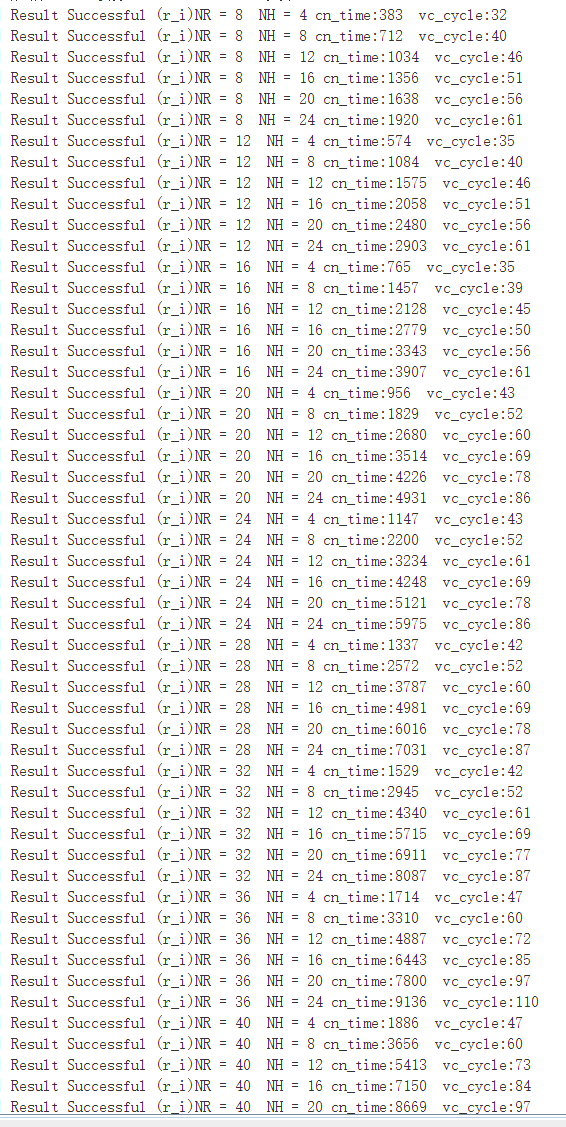 Result Successful (r_i)NR = 8  NH = 4 cn_time:383  vc_cycle:32
Result Successful (r_i)NR = 8  NH = 8 cn_time:712  vc_cycle:40
Result Successful (r_i)NR = 8  NH = 12 cn_time:1034  vc_cycle:46
Result Successful (r_i)NR = 8  NH = 16 cn_time:1356  vc_cycle:51
Result Successful (r_i)NR = 8  NH = 20 cn_time:1638  vc_cycle:56
Result Successful (r_i)NR = 8  NH = 24 cn_time:1920  vc_cycle:61
Result Successful (r_i)NR = 12  NH = 4 cn_time:574  vc_cycle:35
Result Successful (r_i)NR = 12  NH = 8 cn_time:1084  vc_cycle:40
Result Successful (r_i)NR = 12  NH = 12 cn_time:1575  vc_cycle:46
Result Successful (r_i)NR = 12  NH = 16 cn_time:2058  vc_cycle:51
Result Successful (r_i)NR = 12  NH = 20 cn_time:2480  vc_cycle:56
Result Successful (r_i)NR = 12  NH = 24 cn_time:2903  vc_cycle:61
Result Successful (r_i)NR = 16  NH = 4 cn_time:765  vc_cycle:35
Result Successful (r_i)NR = 16  NH = 8 cn_time:1457  vc_cycle:39
Result Successful (r_i)NR = 16  NH = 12 cn_time:2128  vc_cycle:45
Result Successful (r_i)NR = 16  NH = 16 cn_time:2779  vc_cycle:50
Result Successful (r_i)NR = 16  NH = 20 cn_time:3343  vc_cycle:56
Result Successful (r_i)NR = 16  NH = 24 cn_time:3907  vc_cycle:61
Result Successful (r_i)NR = 20  NH = 4 cn_time:956  vc_cycle:43
Result Successful (r_i)NR = 20  NH = 8 cn_time:1829  vc_cycle:52
Result Successful (r_i)NR = 20  NH = 12 cn_time:2680  vc_cycle:60
Result Successful (r_i)NR = 20  NH = 16 cn_time:3514  vc_cycle:69
Result Successful (r_i)NR = 20  NH = 20 cn_time:4226  vc_cycle:78
Result Successful (r_i)NR = 20  NH = 24 cn_time:4931  vc_cycle:86
Result Successful (r_i)NR = 24  NH = 4 cn_time:1147  vc_cycle:43
Result Successful (r_i)NR = 24  NH = 8 cn_time:2200  vc_cycle:52
Result Successful (r_i)NR = 24  NH = 12 cn_time:3234  vc_cycle:61
Result Successful (r_i)NR = 24  NH = 16 cn_time:4248  vc_cycle:69
Result Successful (r_i)NR = 24  NH = 20 cn_time:5121  vc_cycle:78
Result Successful (r_i)NR = 24  NH = 24 cn_time:5975  vc_cycle:86
Result Successful (r_i)NR = 28  NH = 4 cn_time:1337  vc_cycle:42
Result Successful (r_i)NR = 28  NH = 8 cn_time:2572  vc_cycle:52
Result Successful (r_i)NR = 28  NH = 12 cn_time:3787  vc_cycle:60
Result Successful (r_i)NR = 28  NH = 16 cn_time:4981  vc_cycle:69
Result Successful (r_i)NR = 28  NH = 20 cn_time:6016  vc_cycle:78
Result Successful (r_i)NR = 28  NH = 24 cn_time:7031  vc_cycle:87
Result Successful (r_i)NR = 32  NH = 4 cn_time:1529  vc_cycle:42
Result Successful (r_i)NR = 32  NH = 8 cn_time:2945  vc_cycle:52
Result Successful (r_i)NR = 32  NH = 12 cn_time:4340  vc_cycle:61
Result Successful (r_i)NR = 32  NH = 16 cn_time:5715  vc_cycle:69
Result Successful (r_i)NR = 32  NH = 20 cn_time:6911  vc_cycle:77
Result Successful (r_i)NR = 32  NH = 24 cn_time:8087  vc_cycle:87
Result Successful (r_i)NR = 36  NH = 4 cn_time:1714  vc_cycle:47
Result Successful (r_i)NR = 36  NH = 8 cn_time:3310  vc_cycle:60
Result Successful (r_i)NR = 36  NH = 12 cn_time:4887  vc_cycle:72
Result Successful (r_i)NR = 36  NH = 16 cn_time:6443  vc_cycle:85
Result Successful (r_i)NR = 36  NH = 20 cn_time:7800  vc_cycle:97
Result Successful (r_i)NR = 36  NH = 24 cn_time:9136  vc_cycle:110
Result Successful (r_i)NR = 40  NH = 4 cn_time:1886  vc_cycle:47
Result Successful (r_i)NR = 40  NH = 8 cn_time:3656  vc_cycle:60
Result Successful (r_i)NR = 40  NH = 12 cn_time:5413  vc_cycle:73
Result Successful (r_i)NR = 40  NH = 16 cn_time:7150  vc_cycle:84
Result Successful (r_i)NR = 40  NH = 20 cn_time:8669  vc_cycle:97